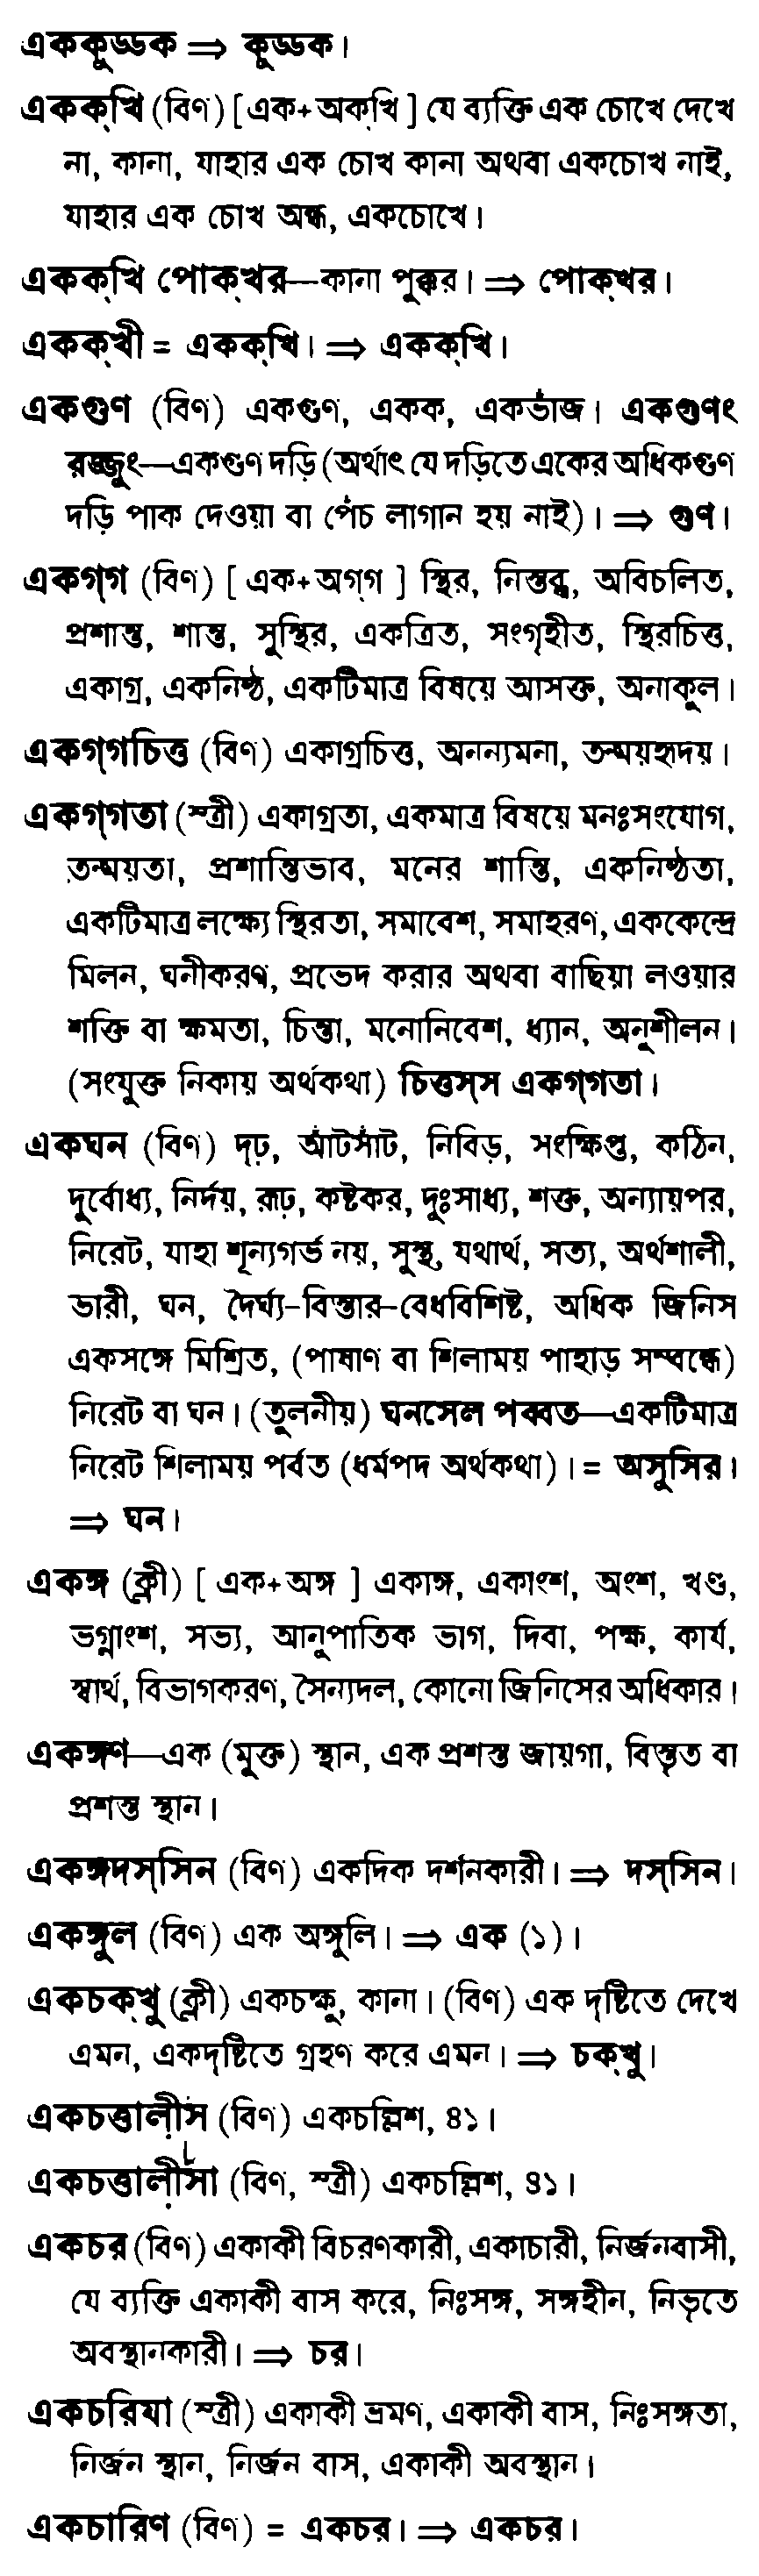 এককুড্ডক ⇒ কুড্ডক।
একক্খি (বিণ) [এক+অক্খি] যে ব্যক্তি এক চোখে দেখে
না, কানা, যাহার এক চোখ কানা অথবা একচোখ নাই,
যাহার এক চোখ অন্ধ, একচোখে।
একক্খি পোক্খর—কানা পুষ্কর। ⇒ পোক্খর।
একক্খী = একক্খি। ⇒ একক্খি।
একগুণ (বিণ) একগুণ, একক, একভাঁজ। একগুণং
রজ্জুং—একগুণ দড়ি (অর্থাৎ যে দড়িতে একের অধিকগুণ
দড়ি পাক দেওয়া বা পেঁচ লাগান হয় নাই)। ⇒ গুণ।
একগ্গ (বিণ) [এক+অগ্গ] স্থির, নিস্তব্ধ, অবিচলিত,
প্রশান্ত, শান্ত, সুস্থির, একত্রিত, সংগৃহীত, স্থিরচিত্ত,
একাগ্র, একনিষ্ঠ, একটিমাত্র বিষয়ে আসক্ত, অনাকুল।
একগ্গচিত্ত (বিণ) একাগ্রচিত্ত, অনন্যমনা, তন্ময়হৃদয়।
একগ্গতা (স্ত্রী) একাগ্রতা, একমাত্র বিষয়ে মনঃসংযোগ,
তন্ময়তা, প্রশান্তিভাব, মনের শান্তি, একনিষ্ঠতা,
একটিমাত্র লক্ষ্যে স্থিরতা, সমাবেশ, সমাহরণ, এককেন্দ্রে
মিলন, ঘনীকরণ, প্রভেদ করার অথবা বাছিয়া লওয়ার
শক্তি বা ক্ষমতা, চিন্তা, মনোনিবেশ, ধ্যান, অনুশীলন।
(সংযুক্ত নিকায় অর্থকথা) চিত্তস্স একগ্গতা।
একঘন (বিণ) দৃঢ়, আঁটসাঁট, নিবিড়, সংক্ষিপ্ত, কঠিন,
দুর্বোধ্য, নির্দয়, রূঢ়, কষ্টকর, দুঃসাধ্য, শক্ত, অন্যায়পর,
নিরেট, যাহা শূন্যগর্ভ নয়, সুস্থ, যথার্থ, সত্য, অর্থশালী,
ভারী, ঘন, দৈর্ঘ্য-বিস্তার-বেধবিশিষ্ট, অধিক জিনিস
একসঙ্গে মিশ্রিত, (পাষাণ বা শিলাময় পাহাড় সম্বন্ধে)
নিরেট বা ঘন। (তুলনীয়) ঘনসেল পব্বত—একটিমাত্র
নিরেট শিলাময় পর্বত (ধর্মপদ অর্থকথা)। = অসুসির।
⇒ ঘন।
একঙ্গ (ক্লী) [এক+অঙ্গ] একাঙ্গ, একাংশ, অংশ, খণ্ড,
ভগ্নাংশ, সভ্য, আনুপাতিক ভাগ, দিবা, পক্ষ, কার্য,
স্বার্থ, বিভাগকরণ, সৈন্যদল, কোনো জিনিসের অধিকার।
একঙ্গণ—এক (মুক্ত) স্থান, এক প্রশস্ত জায়গা, বিস্তৃত বা
প্রশস্ত স্থান।
একঙ্গদস্সিন (বিণ) একদিক দর্শনকারী। ⇒ দস্সিন।
একঙ্গুল (বিণ) এক অঙ্গুলি। ⇒ এক (১)।
একচক্খু (ক্লী) একচক্ষু, কানা। (বিণ) এক দৃষ্টিতে দেখে
এমন, একদৃষ্টিতে গ্রহণ করে এমন। ⇒ চক্খু।
একচত্তালীস (বিণ) একচল্লিশ, ৪১।
একচত্তালীসা (বিণ, স্ত্রী) একচল্লিশ, ৪১।
একচর (বিণ) একাকী বিচরণকারী, একাচারী, নির্জনবাসী,
যে ব্যক্তি একাকী বাস করে, নিঃসঙ্গ, সঙ্গহীন, নিভৃতে
অবস্থানকারী। ⇒ চর।
একচরিযা (স্ত্রী) একাকী ভ্রমণ, একাকী বাস, নিঃসঙ্গতা,
নির্জন স্থান, নির্জন বাস, একাকী অবস্থান।
একচারিণ (বিণ) = একচর। ⇒ একচর।